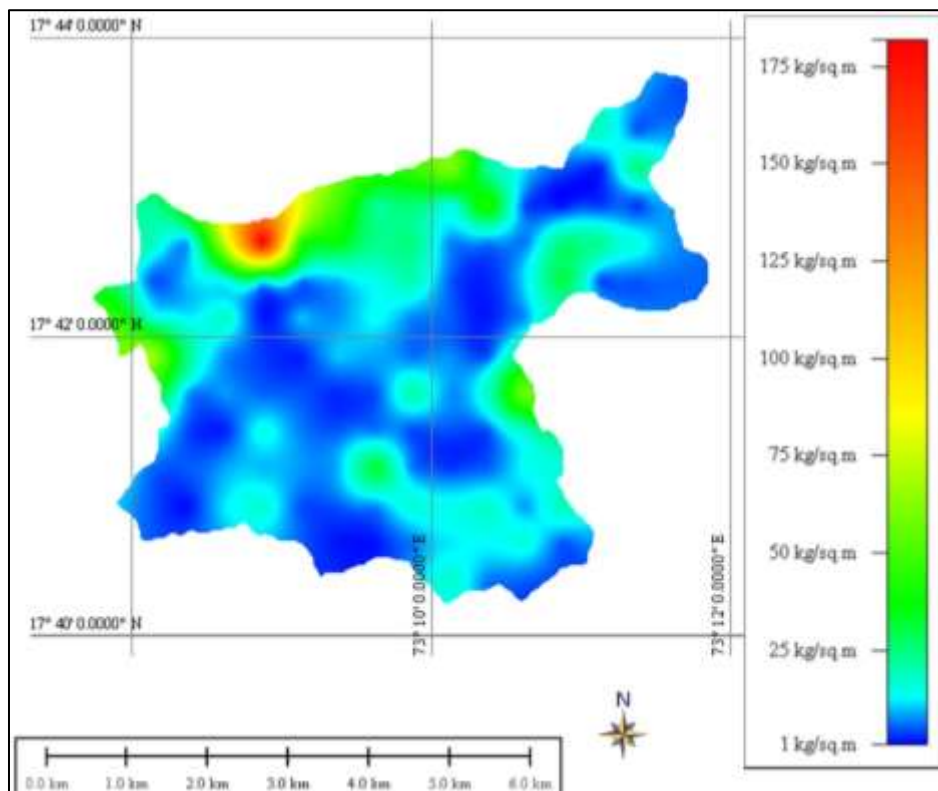 17° 44' 0.0000" N
17° 42' 0.0000" N
17° 40' 0.0000" N
73° 10' 0.0000" E
73° 12' 0.0000" E
175 kg/sq.m
150 kg/sq.m
125 kg/sq.m
100 kg/sq.m
75 kg/sq.m
50 kg/sq.m
25 kg/sq.m
1 kg/sq.m
N
0.0 km 1.0 km 2.0 km 3.0 km 4.0 km 5.0 km 6.0 km